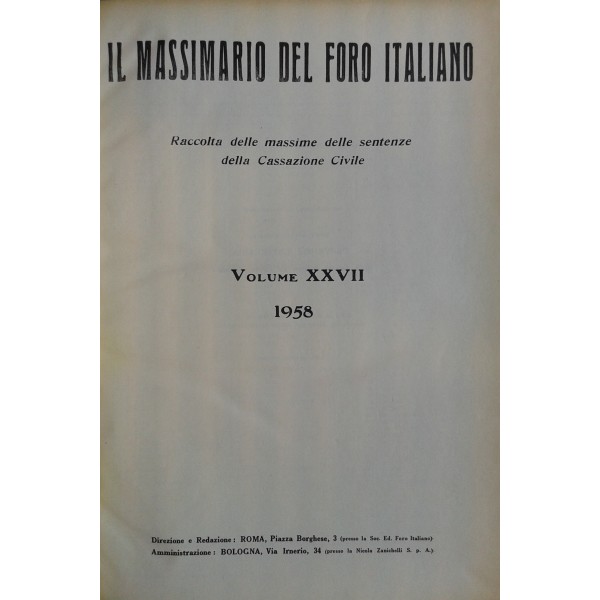 IL MASSIMARIO DEL FORO ITALIANO
Raccolta delle massime delle sentenze
della Cassazione Civile
VOLUME XXVII
1958
Direzione e Redazione: ROMA, Piazza Borghese, 3 (presso la Soc. Ed. Foro Italiano)
Amministrazione: BOLOGNA, Via Irnerio, 34 (presso la Nicola Zanichelli S. p. A.)